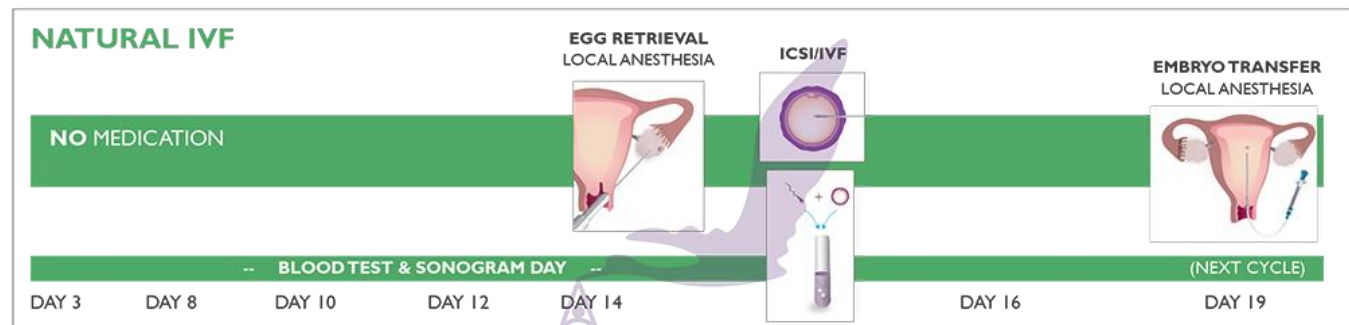 NATURAL IVF
EGG RETRIEVAL
LOCAL ANESTHESIA
ICSI/IVF
EMBRYO TRANSFER
LOCAL ANESTHESIA
NO MEDICATION
+
-- BLOOD TEST & SONOGRAM DAY --
(NEXT CYCLE)
DAY 3 DAY 8 DAY 10 DAY 12 DAY 14 DAY 16 DAY 19